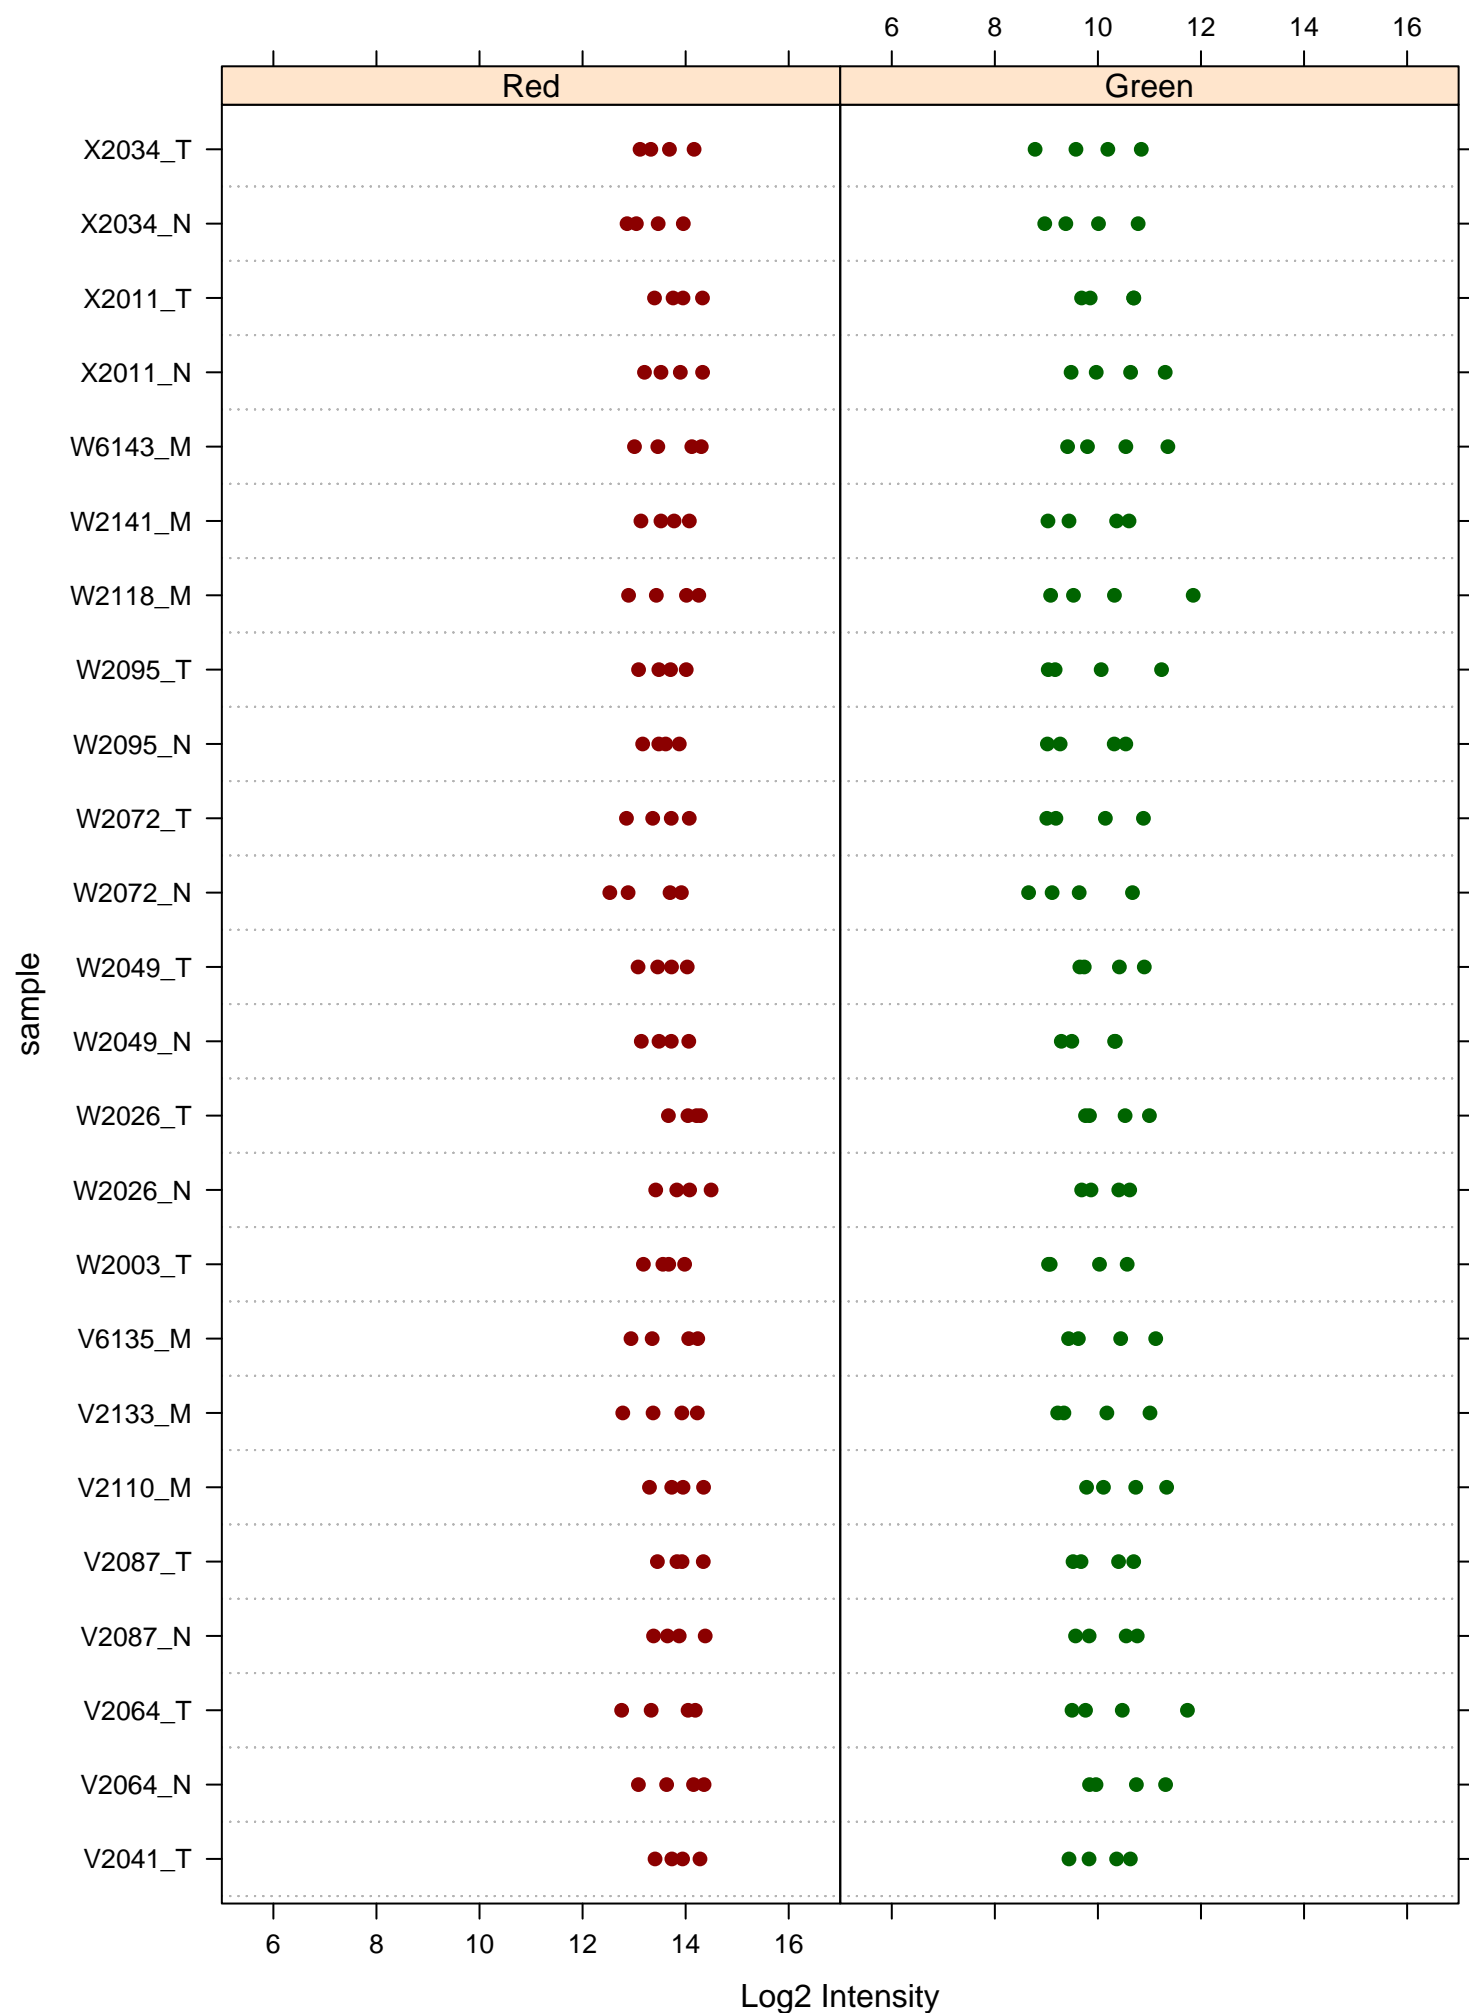 6 8 10 12 14 16
Red Green
X2034_T
X2034_N
X2011_T
X2011_N
W6143_M
W2141_M
W2118_M
W2095_T
W2095_N
W2072_T
W2072_N
W2049_T
W2049_N
W2026_T
W2026_N
W2003_T
V6135_M
V2133_M
V2110_M
V2087_T
V2087_N
V2064_T
V2064_N
V2041_T
sample
6 8 10 12 14 16
Log2 Intensity